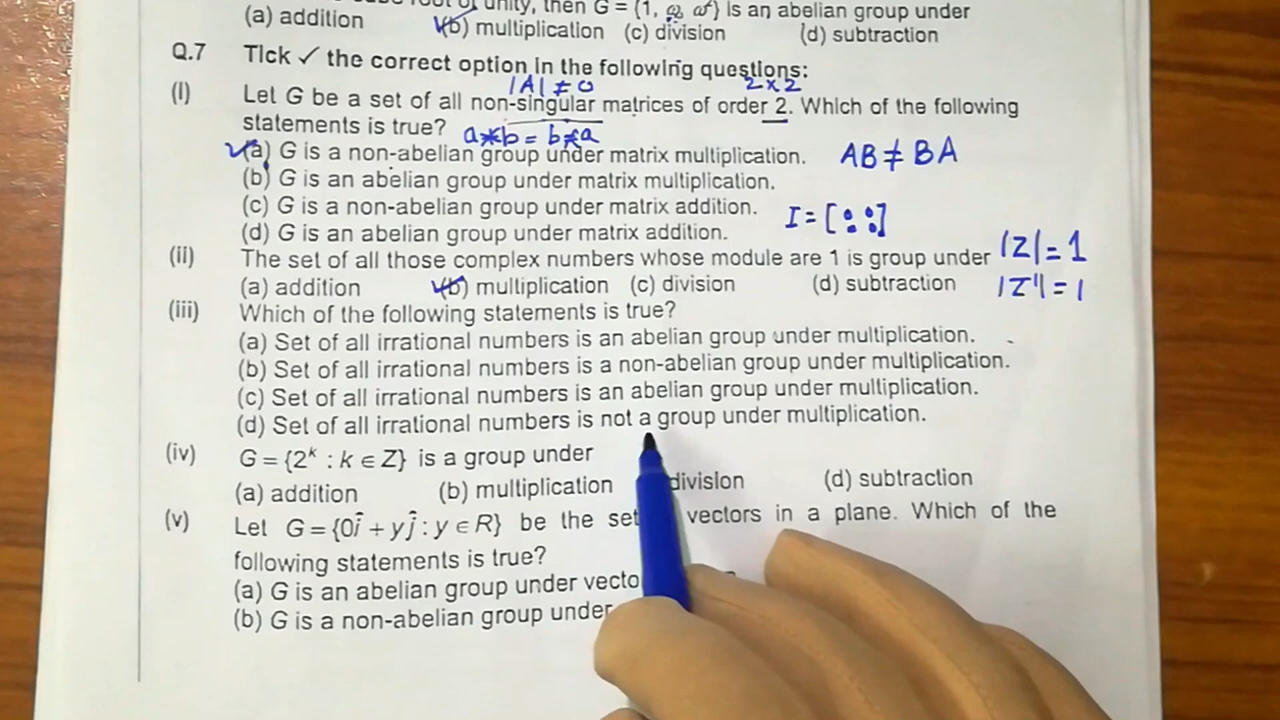 unity, then G = {1, ω, ω²} is an abelian group under
(a) addition (b) multiplication (c) division (d) subtraction
Q.7 Tick ✓ the correct option in the following questions:
|A| ≠ 0 2×2
(i) Let G be a set of all non-singular matrices of order 2. Which of the following
statements is true? a*b = b*a
(a) G is a non-abelian group under matrix multiplication. AB ≠ BA
(b) G is an abelian group under matrix multiplication.
(c) G is a non-abelian group under matrix addition.
(d) G is an abelian group under matrix addition.
(ii) The set of all those complex numbers whose module are 1 is group under |Z| = 1
(a) addition (b) multiplication (c) division (d) subtraction
(iii) Which of the following statements is true?
(a) Set of all irrational numbers is an abelian group under multiplication.
(b) Set of all irrational numbers is a non-abelian group under multiplication.
(c) Set of all irrational numbers is an abelian group under multiplication.
(d) Set of all irrational numbers is not a group under multiplication.
(iv) G = {2ᵏ : k ∈ Z} is a group under
(a) addition (b) multiplication division (d) subtraction
(v) Let G = {0î + yĵ : y ∈ R} be the set vectors in a plane. Which of the
following statements is true?
(a) G is an abelian group under
(b) G is a non-abelian group under